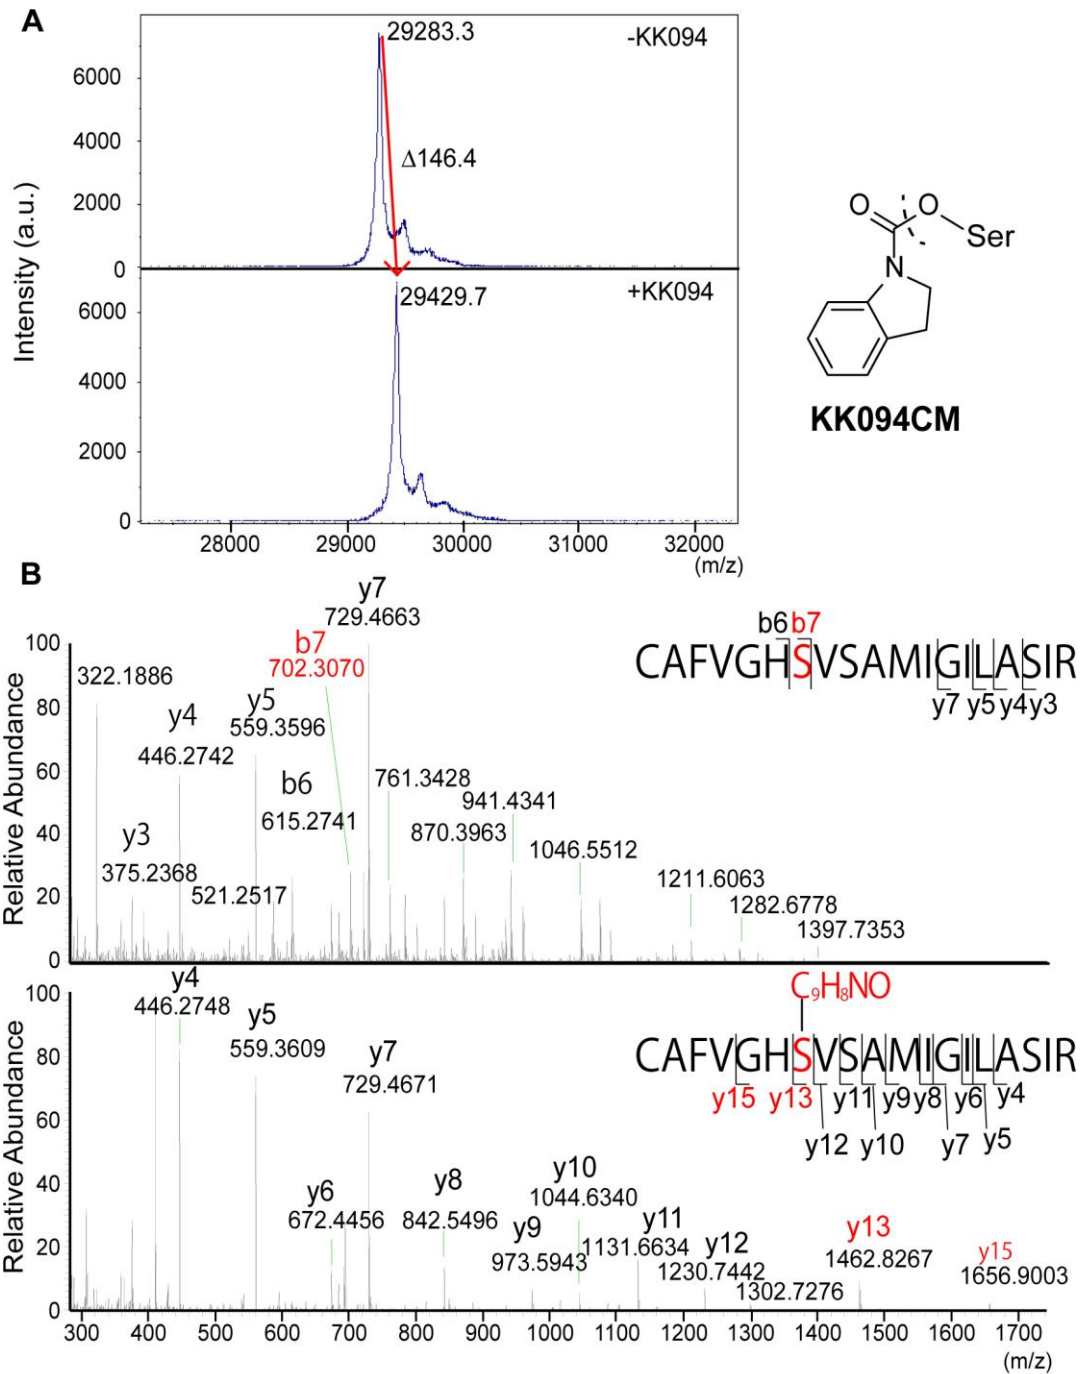 A
29283.3
-KK094
6000
4000
Δ146.4
2000
0
Intensity (a.u.)
29429.7
+KK094
6000
4000
2000
0
28000 29000 30000 31000 32000
(m/z)
O
O
Ser
N
KK094CM
B
y7
729.4663
b7
702.3070
100
322.1886
80
y5
559.3596
y4
446.2742
60
b6
615.2741
761.3428
941.4341
y3
375.2368
40
870.3963
1046.5512
521.2517
20
1211.6063
1282.6778
1397.7353
0
Relative Abundance
b6 b7
CAFVGHSVSAMIGILASIR
y7 y5 y4 y3
y4
446.2748
100
y5
559.3609
y7
729.4671
80
60
40
y6
672.4456
y8
842.5496
y10
1044.6340
y9
973.5943
y11
1131.6634
y12
1230.7442
1302.7276
y13
1462.8267
y15
1656.9003
20
0
Relative Abundance
C₉H₈NO
CAFVGHSVSAMIGILASIR
y15 y13 y11 y9 y8 y6 y4
y12 y10 y7 y5
300 400 500 600 700 800 900 1000 1100 1200 1300 1400 1500 1600 1700
(m/z)